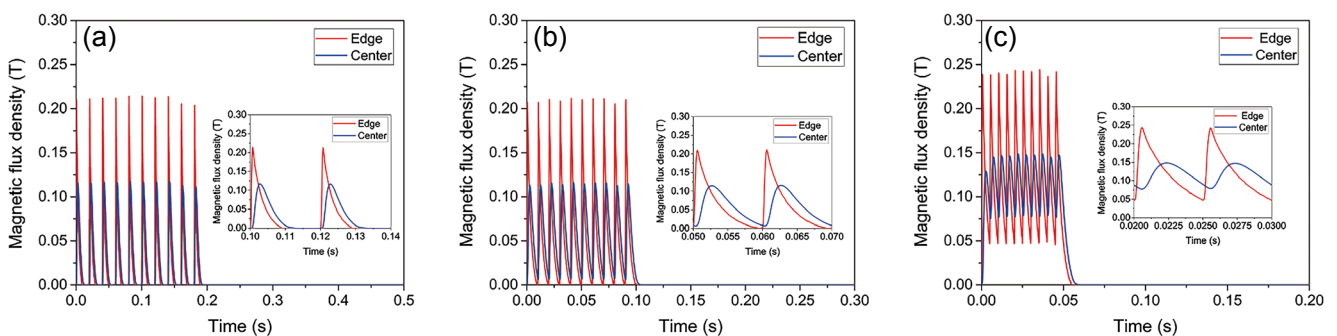 (a)
Magnetic flux density (T)
0.30
0.25
0.20
0.15
0.10
0.05
0.00
0.0 0.1 0.2 0.3 0.4 0.5
Time (s)
Edge
Center
Magnetic flux density (T)
0.30
0.25
0.20
0.15
0.10
0.05
0.00
0.10 0.11 0.12 0.13 0.14
Time (s)
Edge
Center
(b)
Magnetic flux density (T)
0.30
0.25
0.20
0.15
0.10
0.05
0.00
0.00 0.05 0.10 0.15 0.20 0.25 0.30
Time (s)
Edge
Center
Magnetic flux density (T)
0.30
0.25
0.20
0.15
0.10
0.05
0.00
0.050 0.055 0.060 0.065 0.070
Time (s)
Edge
Center
(c)
Magnetic flux density (T)
0.30
0.25
0.20
0.15
0.10
0.05
0.00
0.00 0.05 0.10 0.15 0.20
Time (s)
Edge
Center
Magnetic flux density (T)
0.30
0.25
0.20
0.15
0.10
0.05
0.00
0.0200 0.0225 0.0250 0.0275 0.0300
Time (s)
Edge
Center